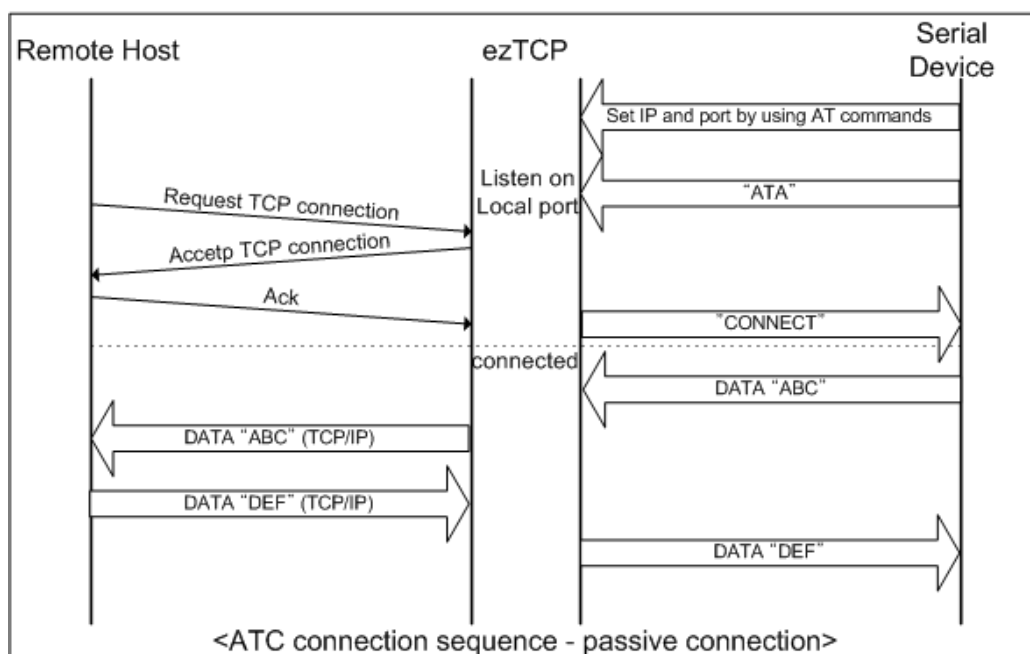 Remote Host
ezTCP
Serial
Device
Set IP and port by using AT commands
Listen on
Local port
"ATA"
Request TCP connection
Accetp TCP connection
Ack
"CONNECT"
connected
DATA "ABC"
DATA "ABC" (TCP/IP)
DATA "DEF" (TCP/IP)
DATA "DEF"
<ATC connection sequence - passive connection>